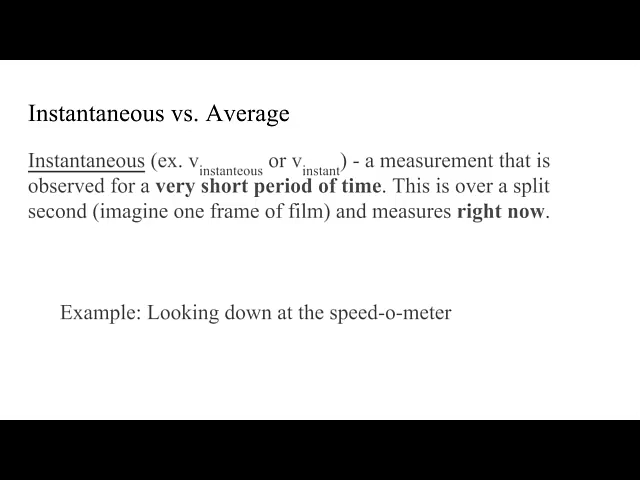 Instantaneous vs. Average
Instantaneous (ex. vinstanteous or vinstant) - a measurement that is
observed for a very short period of time. This is over a split
second (imagine one frame of film) and measures right now.
Example: Looking down at the speed-o-meter